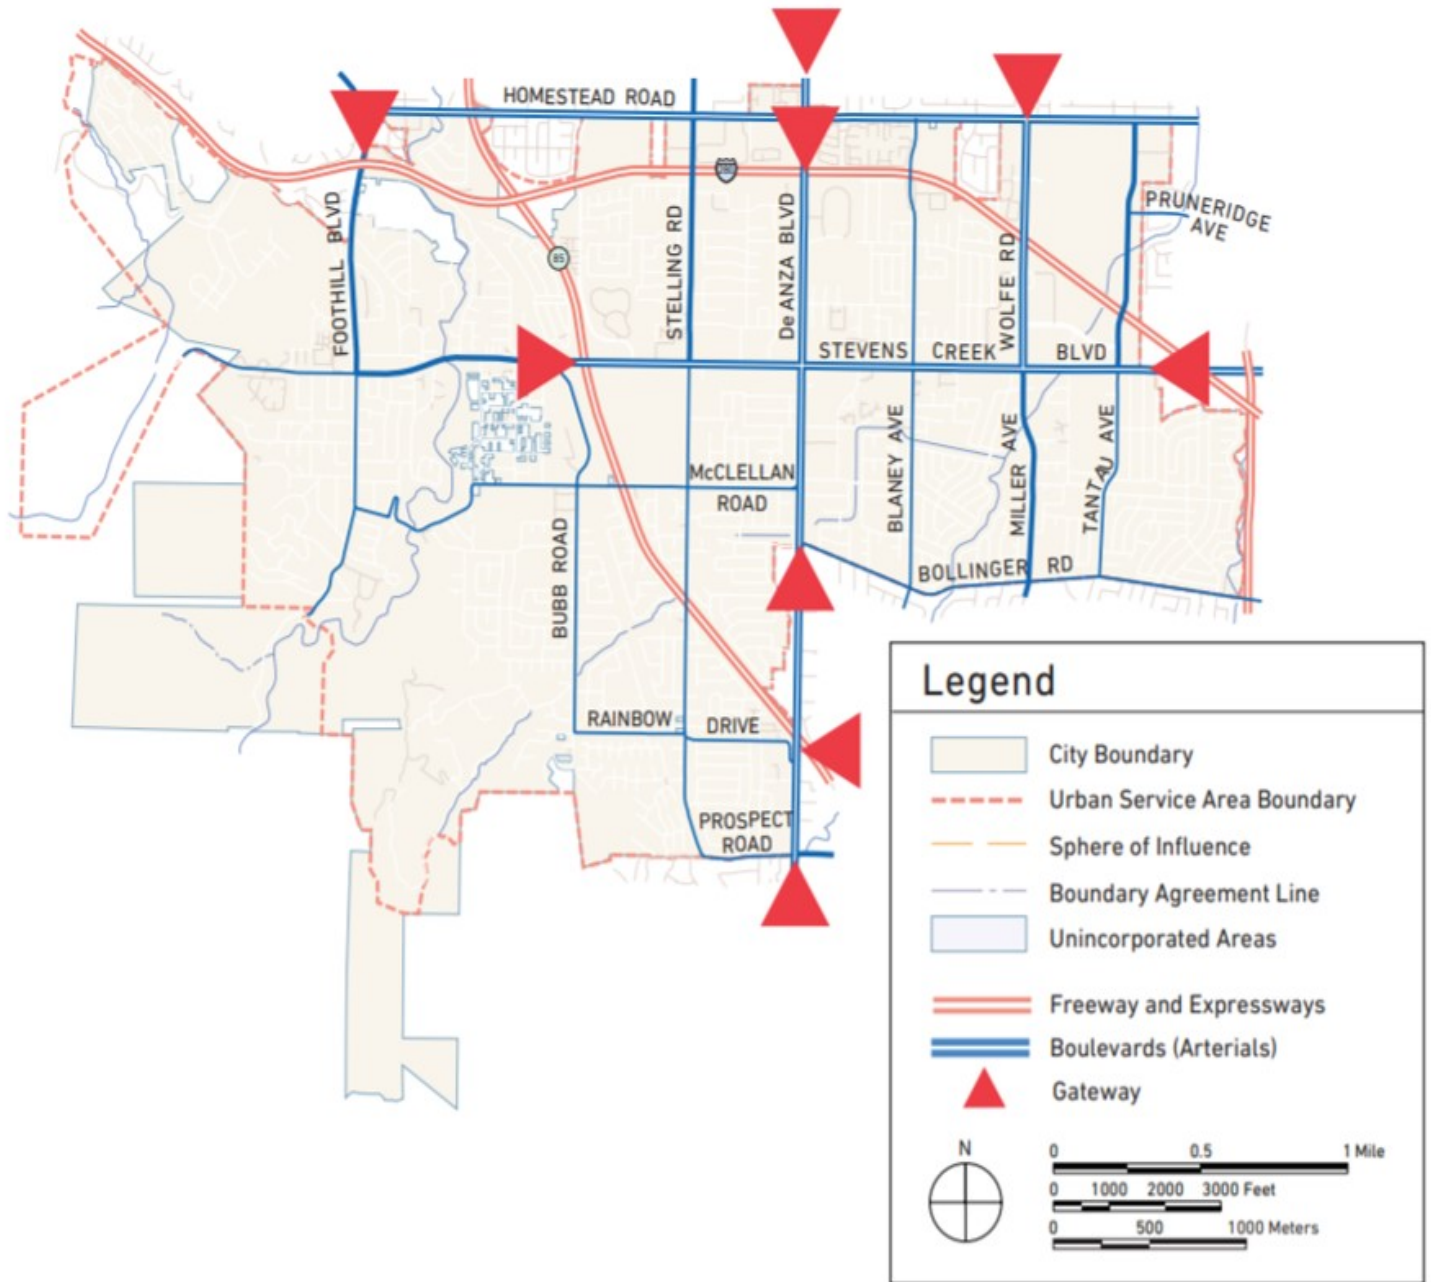 HOMESTEAD ROAD
280
PRUNERIDGE
AVE
FOOTHILL BLVD
85
STELLING RD
De ANZA BLVD
WOLFE RD
STEVENS CREEK BLVD
McCLELLAN
ROAD
BLANEY AVE
MILLER AVE
TANTAU AVE
BUBB ROAD
BOLLINGER RD
RAINBOW DRIVE
PROSPECT
ROAD
Legend
City Boundary
Urban Service Area Boundary
Sphere of Influence
Boundary Agreement Line
Unincorporated Areas
Freeway and Expressways
Boulevards (Arterials)
Gateway
N
0 0.5 1 Mile
0 1000 2000 3000 Feet
0 500 1000 Meters